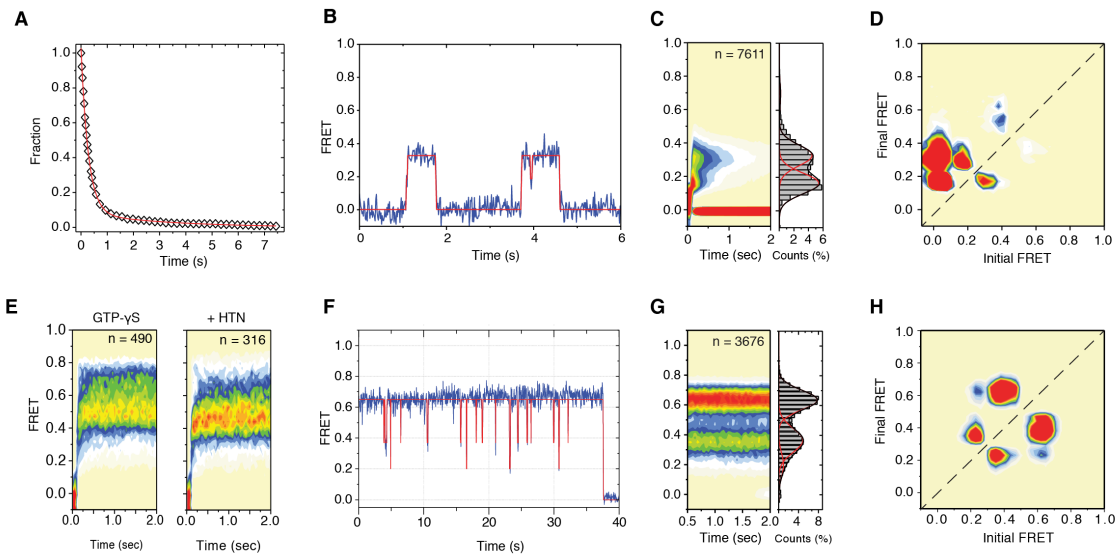 A
Fraction
1.0
0.8
0.6
0.4
0.2
0.0
0 1 2 3 4 5 6 7
Time (s)
B
FRET
1.0
0.8
0.6
0.4
0.2
0.0
0 2 4 6
Time (s)
C
n = 7611
1.0
0.8
0.6
0.4
0.2
0.0
0 1 2
Time (sec)
2 4 6
Counts (%)
D
Final FRET
1.0
0.8
0.6
0.4
0.2
0.0
0.0 0.2 0.4 0.6 0.8 1.0
Initial FRET
E
GTP-γS
+ HTN
n = 490
n = 316
FRET
1.0
0.8
0.6
0.4
0.2
0.0
0.0 1.0 2.0
0.0 1.0 2.0
Time (sec)
Time (sec)
F
FRET
1.0
0.8
0.6
0.4
0.2
0.0
0 10 20 30 40
Time (s)
G
n = 3676
1.0
0.8
0.6
0.4
0.2
0.0
0.5 1.0 1.5 2.0
Time (sec)
4 8
Counts (%)
H
Final FRET
1.0
0.8
0.6
0.4
0.2
0.0
0.0 0.2 0.4 0.6 0.8 1.0
Initial FRET